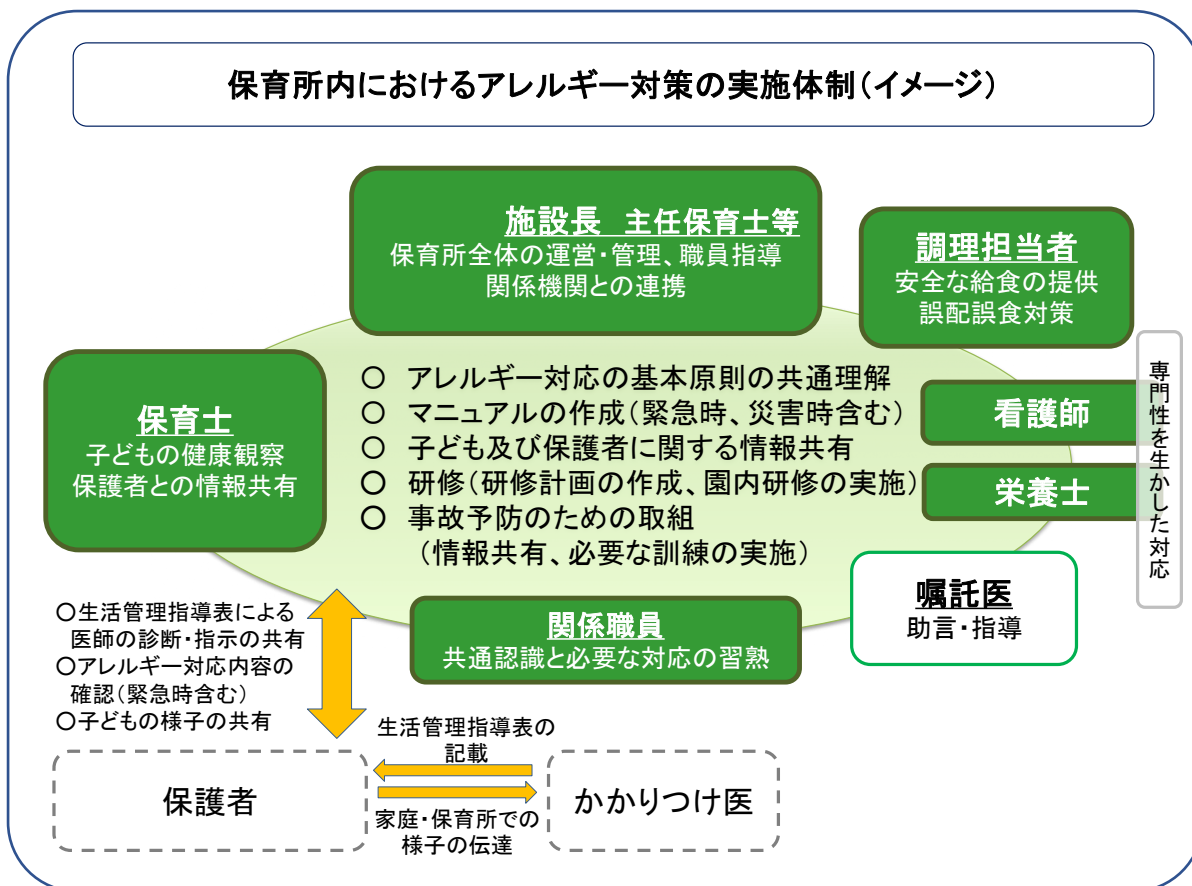 保育所内におけるアレルギー対策の実施体制(イメージ)
施設長 主任保育士等
保育所全体の運営・管理、職員指導
関係機関との連携
調理担当者
安全な給食の提供
誤配誤食対策
保育士
子どもの健康観察
保護者との情報共有
○ アレルギー対応の基本原則の共通理解
○ マニュアルの作成(緊急時、災害時含む)
○ 子ども及び保護者に関する情報共有
○ 研修(研修計画の作成、園内研修の実施)
○ 事故予防のための取組
(情報共有、必要な訓練の実施)
看護師
栄養士
専門性を生かした対応
嘱託医
助言・指導
関係職員
共通認識と必要な対応の習熟
○生活管理指導表による
医師の診断・指示の共有
○アレルギー対応内容の
確認(緊急時含む)
○子どもの様子の共有
生活管理指導表の
記載
保護者
かかりつけ医
家庭・保育所での
様子の伝達